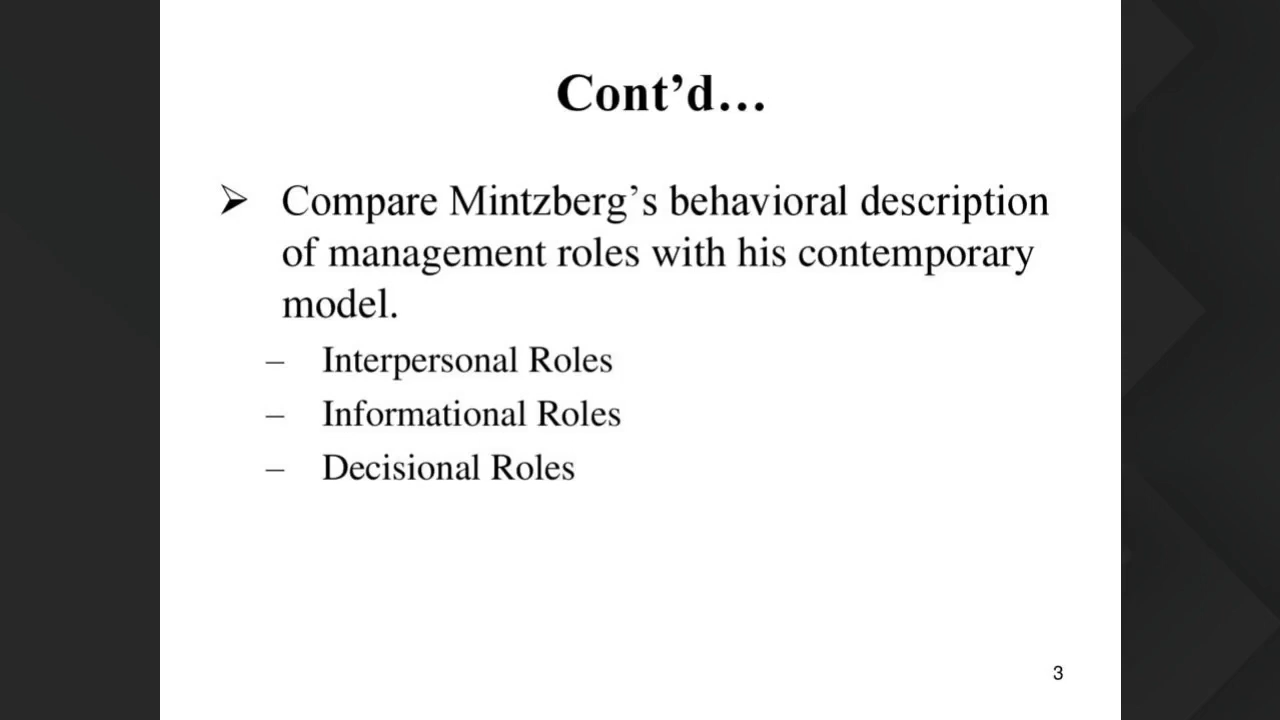 Cont’d…
➢ Compare Mintzberg’s behavioral description
of management roles with his contemporary
model.
– Interpersonal Roles
– Informational Roles
– Decisional Roles
3